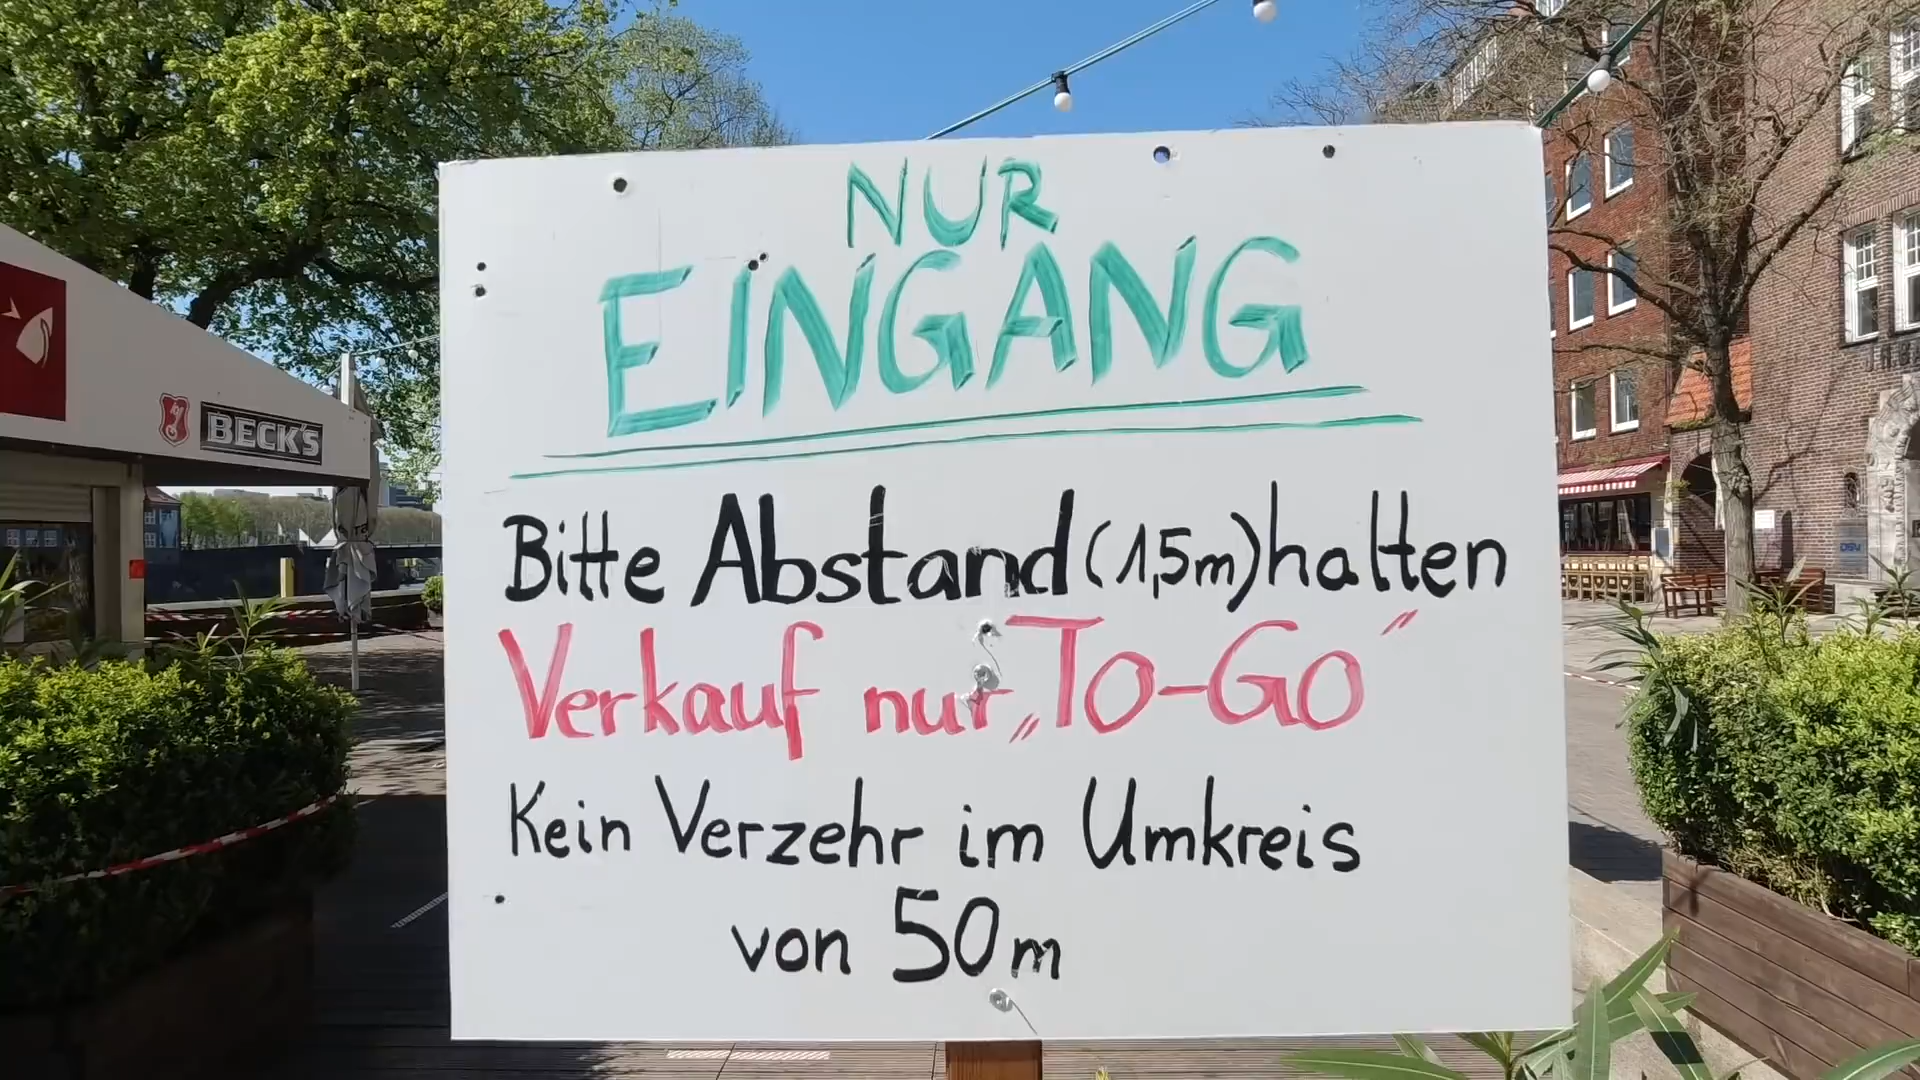 NUR
EINGANG
Bitte Abstand (1,5m) halten
Verkauf nur „To-Go“
Kein Verzehr im Umkreis
von 50m
BECK'S